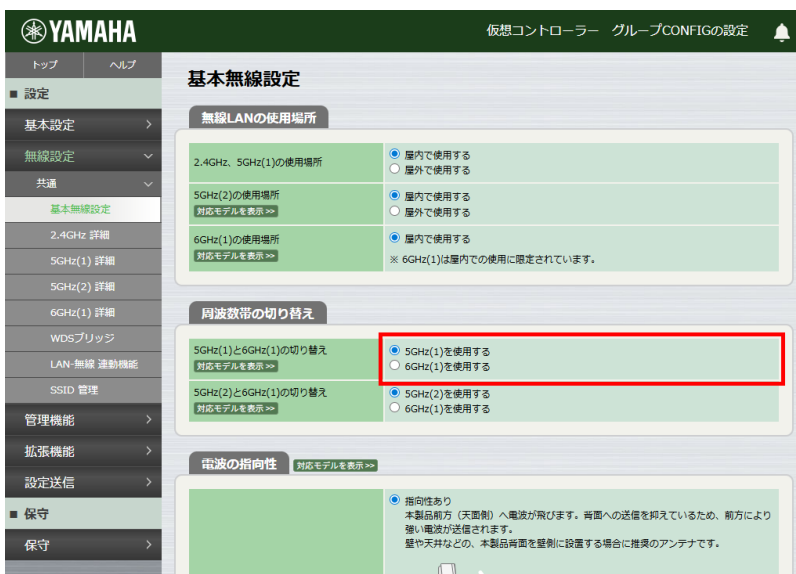 YAMAHA
仮想コントローラー グループCONFIGの設定
トップ
ヘルプ
■ 設定
基本設定
無線設定
共通
基本無線設定
2.4GHz 詳細
5GHz(1) 詳細
5GHz(2) 詳細
6GHz(1) 詳細
WDSブリッジ
LAN-無線 連動機能
SSID 管理
管理機能
拡張機能
設定送信
■ 保守
保守
基本無線設定
無線LANの使用場所
2.4GHz、5GHz(1)の使用場所
屋内で使用する
屋外で使用する
5GHz(2)の使用場所
対応モデルを表示 >>
屋内で使用する
屋外で使用する
6GHz(1)の使用場所
対応モデルを表示 >>
屋内で使用する
※ 6GHz(1)は屋内での使用に限定されています。
周波数帯の切り替え
5GHz(1)と6GHz(1)の切り替え
対応モデルを表示 >>
5GHz(1)を使用する
6GHz(1)を使用する
5GHz(2)と6GHz(1)の切り替え
対応モデルを表示 >>
5GHz(2)を使用する
6GHz(1)を使用する
電波の指向性
対応モデルを表示 >>
指向性あり
本製品前方（天面側）へ電波が飛びます。背面への送信を抑えているため、前方により
強い電波が送信されます。
壁や天井などの、本製品背面を壁側に設置する場合に推奨のアンテナです。